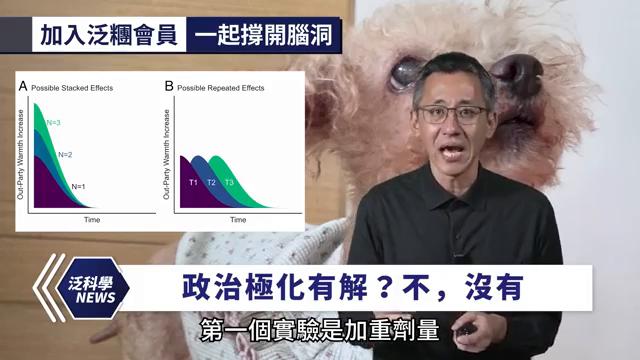 加入泛糰會員 一起撐開腦洞
A Possible Stacked Effects
Out-Party Warmth Increase
N=3
N=2
N=1
Time
B Possible Repeated Effects
Out-Party Warmth Increase
T1 T2 T3
Time
泛科學
NEWS
政治極化有解？不，沒有
第一個實驗是加重劑量